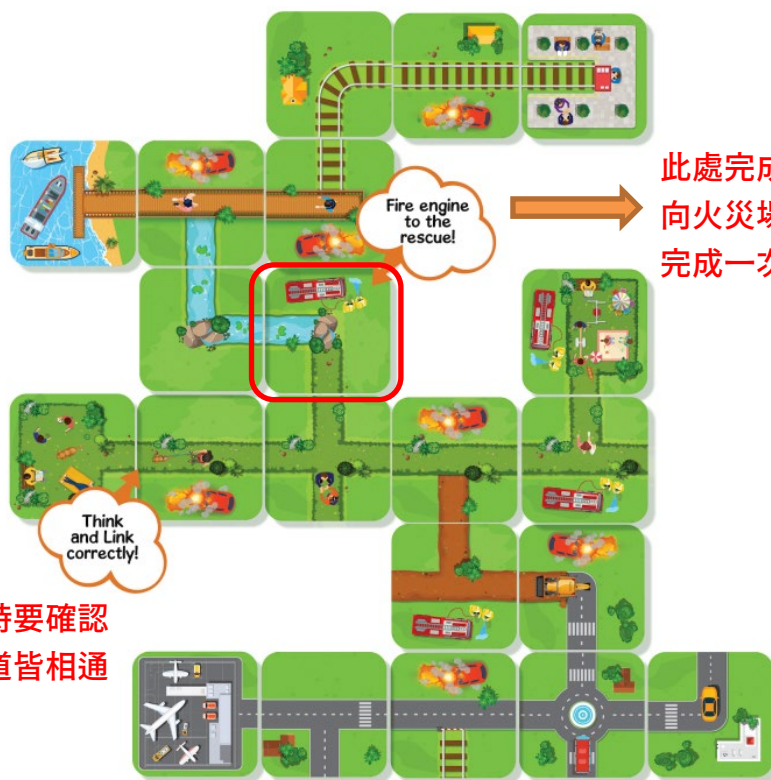 此處完成
向火災場
完成一次
Fire engine
to the
rescue!
Think
and Link
correctly!
時要確認
道皆相通